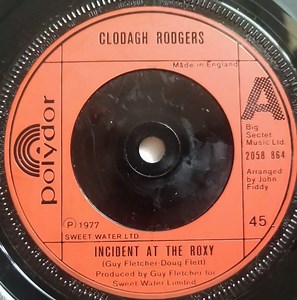 CLODAGH RODGERS
Made in England
polydor
A
Big
Secret
Music Ltd.
2058 864
Arranged
by John
Fiddy
℗ 1977
SWEET WATER LTD
45
INCIDENT AT THE ROXY
(Guy Fletcher-Doug Flett)
Produced by Guy Fletcher for
Sweet Water Limited